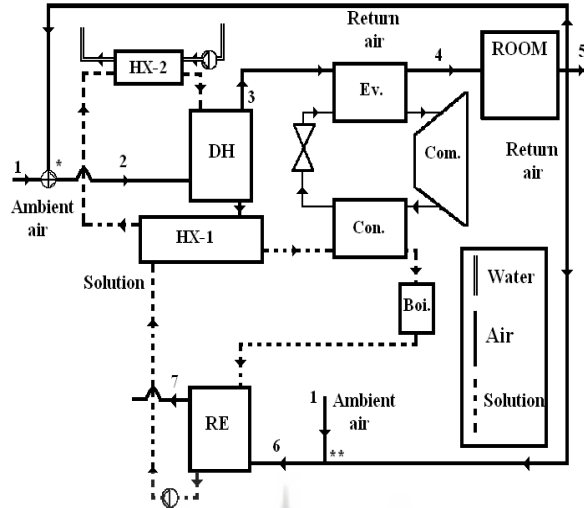 Return
air
HX-2
4
ROOM
5
3
Ev.
1
*
2
DH
Com.
Return
air
Ambient
air
HX-1
Con.
Solution
Water
Boi.
Air
7
1
Ambient
air
Solution
RE
6
**